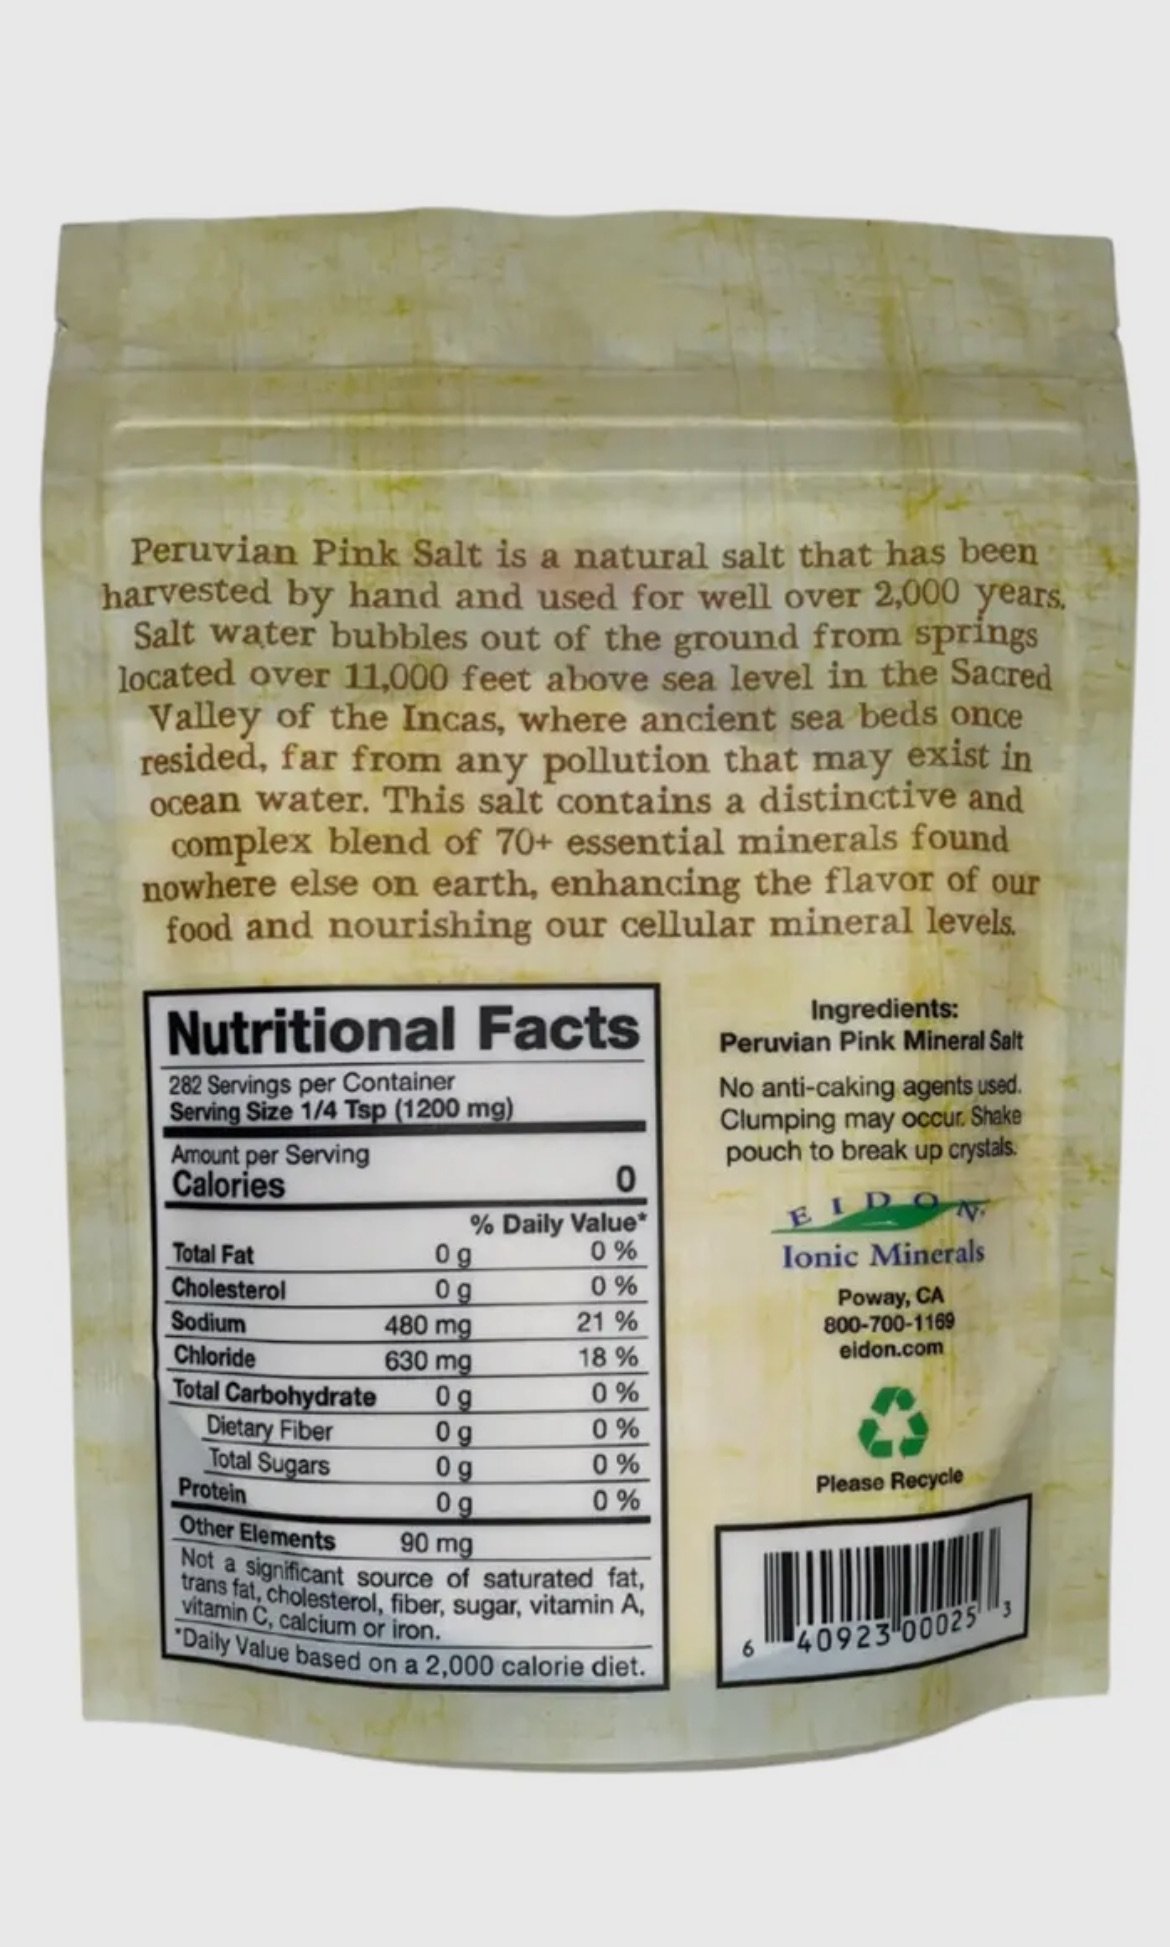 Peruvian Pink Salt is a natural salt that has been
harvested by hand and used for well over 2,000 years.
Salt water bubbles out of the ground from springs
located over 11,000 feet above sea level in the Sacred
Valley of the Incas, where ancient sea beds once
resided, far from any pollution that may exist in
ocean water. This salt contains a distinctive and
complex blend of 70+ essential minerals found
nowhere else on earth, enhancing the flavor of our
food and nourishing our cellular mineral levels.
Nutritional Facts
282 Servings per Container
Serving Size 1/4 Tsp (1200 mg)
Amount per Serving
Calories 0
% Daily Value*
Total Fat 0 g 0 %
Cholesterol 0 g 0 %
Sodium 480 mg 21 %
Chloride 630 mg 18 %
Total Carbohydrate 0 g 0 %
Dietary Fiber 0 g 0 %
Total Sugars 0 g 0 %
Protein 0 g 0 %
Other Elements 90 mg
Not a significant source of saturated fat,
trans fat, cholesterol, fiber, sugar, vitamin A,
vitamin C, calcium or iron.
*Daily Value based on a 2,000 calorie diet.
Ingredients:
Peruvian Pink Mineral Salt
No anti-caking agents used.
Clumping may occur. Shake
pouch to break up crystals.
EIDON.
Ionic Minerals
Poway, CA
800-700-1169
eidon.com
Please Recycle
6 40923 00025 3